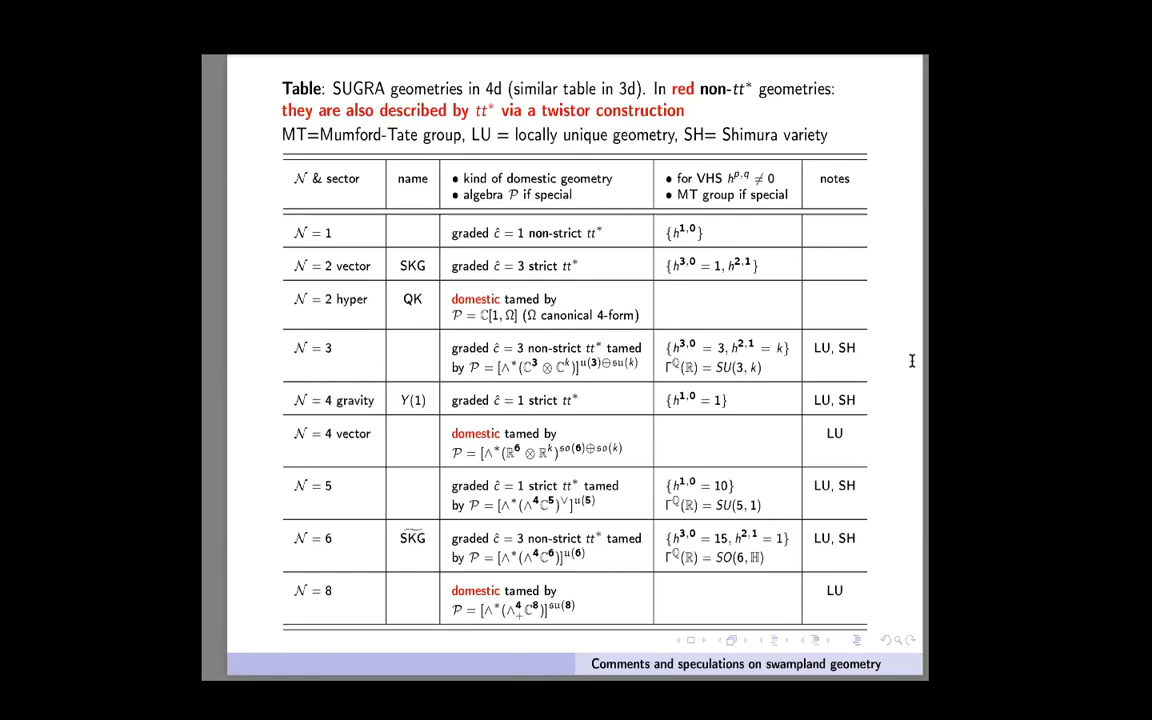 Table: SUGRA geometries in 4d (similar table in 3d). In red non-tt* geometries:
they are also described by tt* via a twistor construction
MT=Mumford-Tate group, LU = locally unique geometry, SH= Shimura variety
𝒩 & sector name • kind of domestic geometry • for VHS h^{p,q} ≠ 0 notes
• algebra 𝒫 if special • MT group if special
𝒩 = 1 graded ĉ = 1 non-strict tt* {h^{1,0}}
𝒩 = 2 vector SKG graded ĉ = 3 strict tt* {h^{3,0} = 1, h^{2,1}}
𝒩 = 2 hyper QK domestic tamed by
𝒫 = ℂ[1, Ω] (Ω canonical 4-form)
𝒩 = 3 graded ĉ = 3 non-strict tt* tamed {h^{3,0} = 3, h^{2,1} = k} LU, SH
by 𝒫 = [∧*(ℂ^3 ⊗ ℂ^k)]^{𝔲(3)⊕𝔰𝔲(k)} Γ^ℚ(ℝ) = SU(3, k)
𝒩 = 4 gravity Y(1) graded ĉ = 1 strict tt* {h^{1,0} = 1} LU, SH
𝒩 = 4 vector domestic tamed by LU
𝒫 = [∧*(ℝ^6 ⊗ ℝ^k)^{𝔰𝔬(6)⊕𝔰𝔬(k)}
𝒩 = 5 graded ĉ = 1 strict tt* tamed {h^{1,0} = 10} LU, SH
by 𝒫 = [∧*(∧^4ℂ^5)^∨]^{𝔲(5)} Γ^ℚ(ℝ) = SU(5, 1)
𝒩 = 6 S͂K͂G͂ graded ĉ = 3 non-strict tt* tamed {h^{3,0} = 15, h^{2,1} = 1} LU, SH
by 𝒫 = [∧*(∧^4ℂ^6)]^{𝔲(6)} Γ^ℚ(ℝ) = SO(6, ℍ)
𝒩 = 8 domestic tamed by LU
𝒫 = [∧*(∧^4_+ℂ^8)]^{𝔰𝔲(8)}
Comments and speculations on swampland geometry